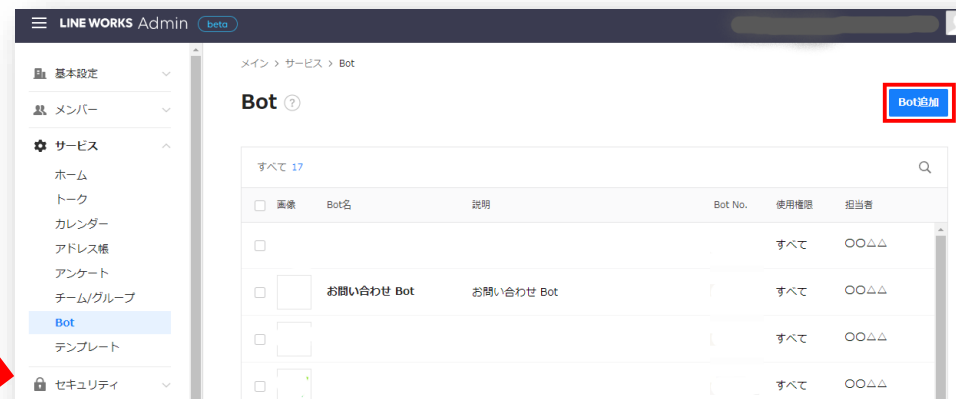 LINE WORKS Admin beta
基本設定
メンバー
サービス
ホーム
トーク
カレンダー
アドレス帳
アンケート
チーム/グループ
Bot
テンプレート
セキュリティ
メイン > サービス > Bot
Bot ?
Bot追加
すべて 17
画像 Bot名 説明 Bot No. 使用権限 担当者
すべて 〇〇△△
お問い合わせ Bot お問い合わせ Bot すべて 〇〇△△
すべて 〇〇△△
すべて 〇〇△△